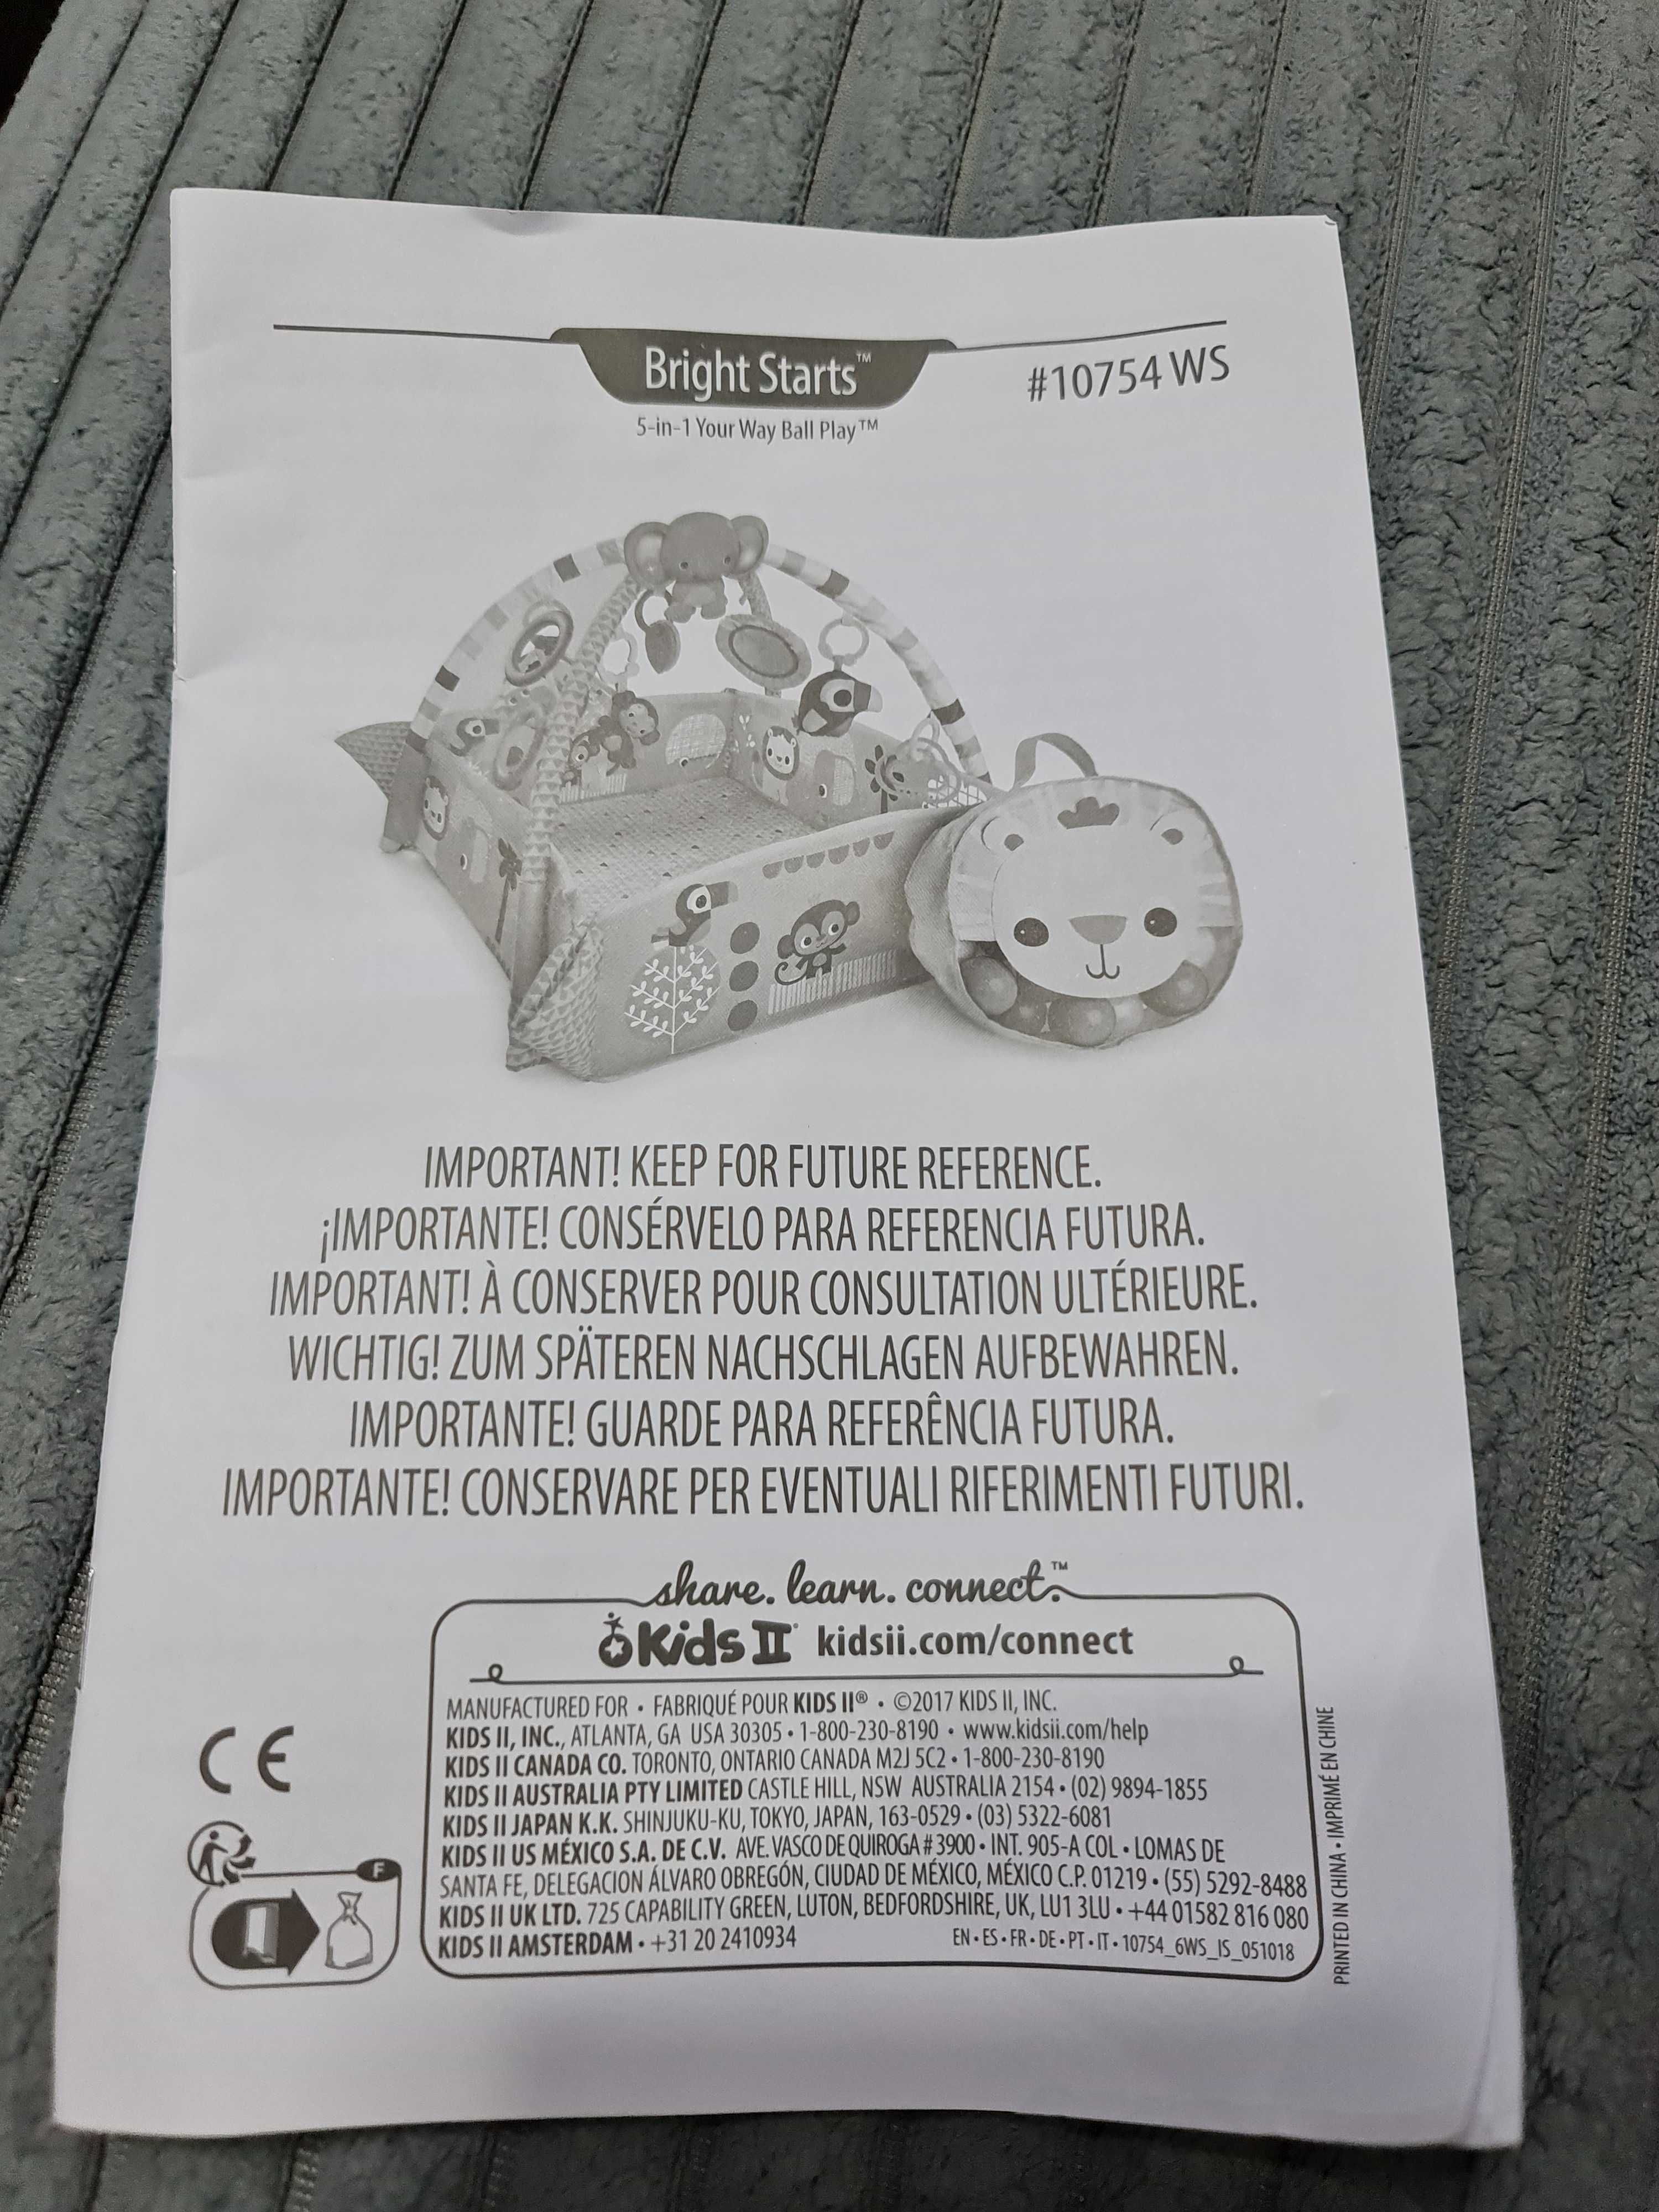 Bright Starts™
#10754 WS
5-in-1 Your Way Ball Play™
IMPORTANT! KEEP FOR FUTURE REFERENCE.
¡IMPORTANTE! CONSÉRVELO PARA REFERENCIA FUTURA.
IMPORTANT! À CONSERVER POUR CONSULTATION ULTÉRIEURE.
WICHTIG! ZUM SPÄTEREN NACHSCHLAGEN AUFBEWAHREN.
IMPORTANTE! GUARDE PARA REFERÊNCIA FUTURA.
IMPORTANTE! CONSERVARE PER EVENTUALI RIFERIMENTI FUTURI.
share. learn. connect.™
Kids II® kidsii.com/connect
MANUFACTURED FOR • FABRIQUÉ POUR KIDS II® • ©2017 KIDS II, INC.
KIDS II, INC., ATLANTA, GA USA 30305 • 1-800-230-8190 • www.kidsii.com/help
KIDS II CANADA CO. TORONTO, ONTARIO CANADA M2J 5C2 • 1-800-230-8190
KIDS II AUSTRALIA PTY LIMITED CASTLE HILL, NSW AUSTRALIA 2154 • (02) 9894-1855
KIDS II JAPAN K.K. SHINJUKU-KU, TOKYO, JAPAN, 163-0529 • (03) 5322-6081
KIDS II US MÉXICO S.A. DE C.V. AVE. VASCO DE QUIROGA # 3900 • INT. 905-A COL • LOMAS DE
SANTA FE, DELEGACION ÁLVARO OBREGÓN, CIUDAD DE MÉXICO, MÉXICO C.P. 01219 • (55) 5292-8488
KIDS II UK LTD. 725 CAPABILITY GREEN, LUTON, BEDFORDSHIRE, UK, LU1 3LU • +44 01582 816 080
KIDS II AMSTERDAM • +31 20 2410934
EN • ES • FR • DE • PT • IT • 10754_6WS_IS_051018
PRINTED IN CHINA • IMPRIMÉ EN CHINE
CE
F